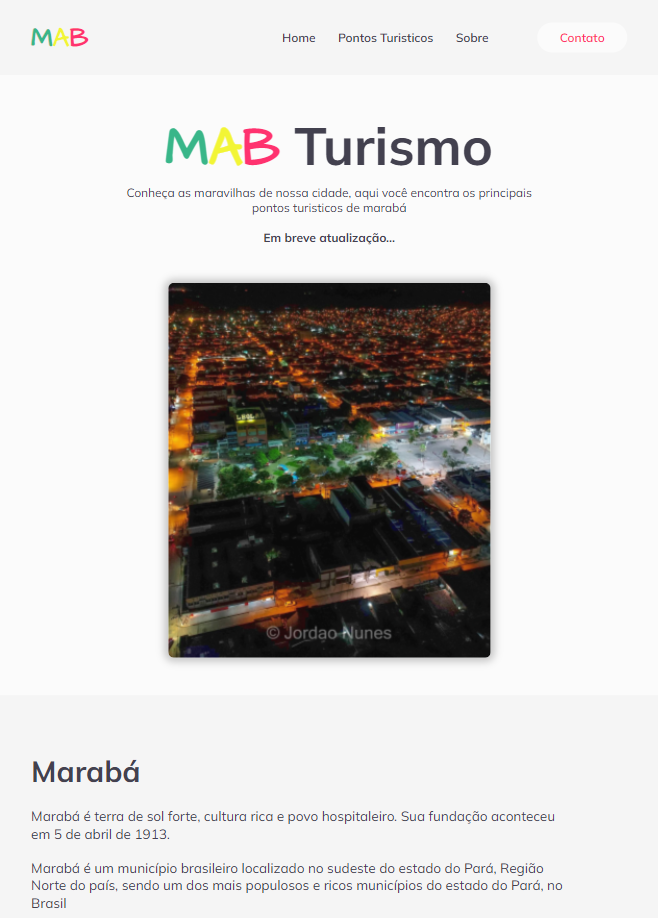 MAB
Home Pontos Turisticos Sobre Contato
MAB Turismo
Conheça as maravilhas de nossa cidade, aqui você encontra os principais
pontos turisticos de marabá
Em breve atualização...
© Jordao Nunes
Marabá
Marabá é terra de sol forte, cultura rica e povo hospitaleiro. Sua fundação aconteceu
em 5 de abril de 1913.
Marabá é um município brasileiro localizado no sudeste do estado do Pará, Região
Norte do país, sendo um dos mais populosos e ricos municípios do estado do Pará, no
Brasil